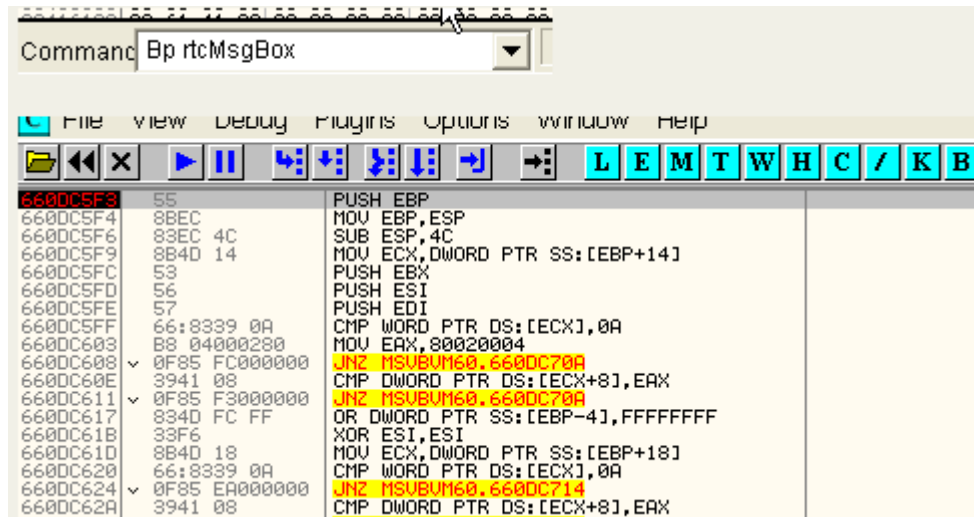 Command Bp rtcMsgBox
C File View Debug Plugins Options Window Help
L E M T W H C / K B
660DC5F3 55 PUSH EBP
660DC5F4 8BEC MOV EBP,ESP
660DC5F6 83EC 4C SUB ESP,4C
660DC5F9 8B4D 14 MOV ECX,DWORD PTR SS:[EBP+14]
660DC5FC 53 PUSH EBX
660DC5FD 56 PUSH ESI
660DC5FE 57 PUSH EDI
660DC5FF 66:8339 0A CMP WORD PTR DS:[ECX],0A
660DC603 B8 04000280 MOV EAX,80020004
660DC608 0F85 FC000000 JNZ MSVBVM60.660DC70A
660DC60E 3941 08 CMP DWORD PTR DS:[ECX+8],EAX
660DC611 0F85 F3000000 JNZ MSVBVM60.660DC70A
660DC617 834D FC FF OR DWORD PTR SS:[EBP-4],FFFFFFFF
660DC61B 33F6 XOR ESI,ESI
660DC61D 8B4D 18 MOV ECX,DWORD PTR SS:[EBP+18]
660DC620 66:8339 0A CMP WORD PTR DS:[ECX],0A
660DC624 0F85 EA000000 JNZ MSVBVM60.660DC714
660DC62A 3941 08 CMP DWORD PTR DS:[ECX+8],EAX